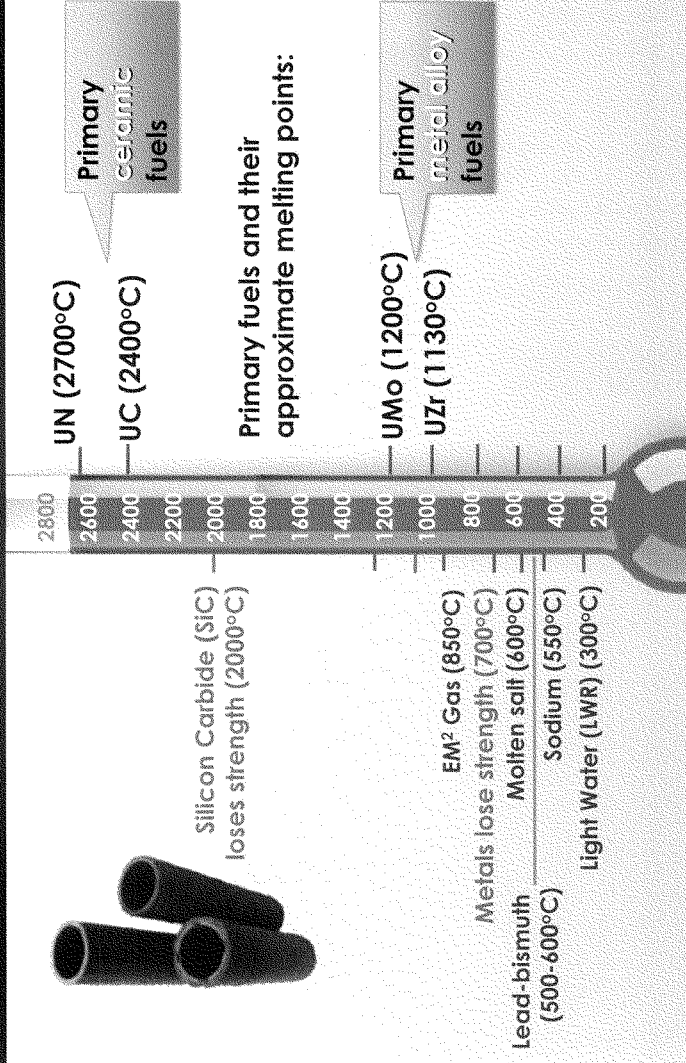 UN (2700°C)
UC (2400°C)
Primary
ceramic
fuels
Primary fuels and their
approximate melting points:
UMo (1200°C)
UZr (1130°C)
Primary
metal alloy
fuels
2800
2600
2400
2200
2000
1800
1600
1400
1200
1000
800
600
400
200
Silicon Carbide (SiC)
loses strength (2000°C)
EM² Gas (850°C)
Metals lose strength (700°C)
Molten salt (600°C)
Lead-bismuth
(500-600°C)
Sodium (550°C)
Light Water (LWR) (300°C)